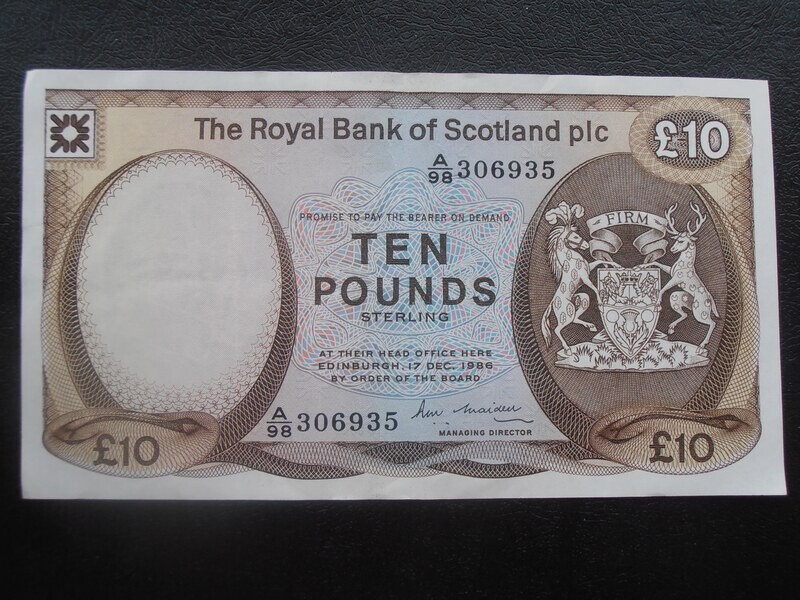 The Royal Bank of Scotland plc
£10
A/98 306935
PROMISE TO PAY THE BEARER ON DEMAND
FIRM
TEN
POUNDS
STERLING
AT THEIR HEAD OFFICE HERE
EDINBURGH, 17 DEC. 1986
BY ORDER OF THE BOARD
A/98 306935
MANAGING DIRECTOR
£10
£10